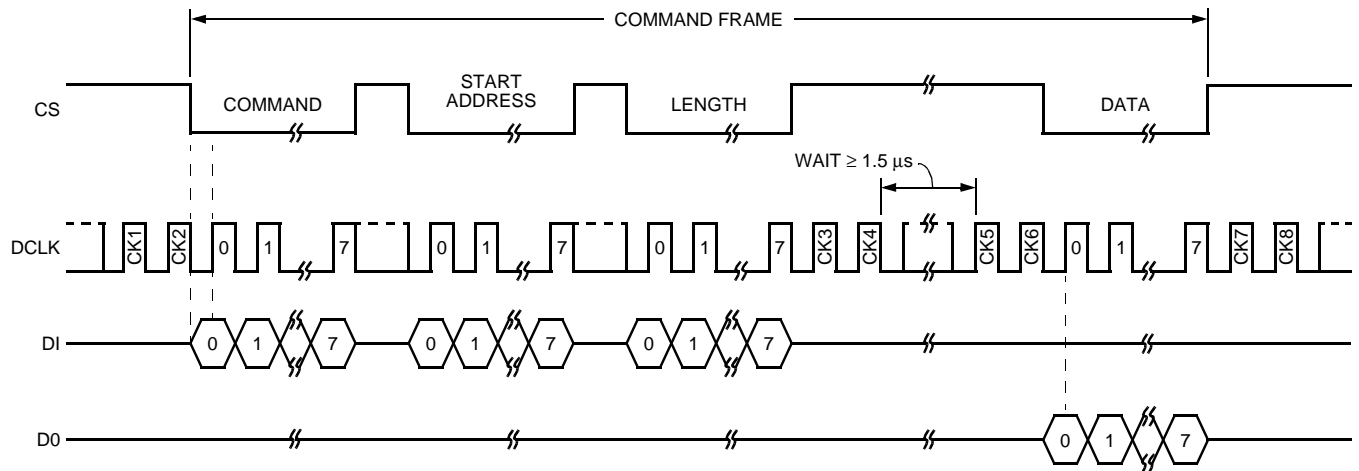 COMMAND FRAME
CS
COMMAND
START
ADDRESS
LENGTH
DATA
WAIT ≥ 1.5 μs
DCLK
CK1 CK2 0 1 7 0 1 7 0 1 7 CK3 CK4 CK5 CK6 0 1 7 CK7 CK8
DI
0 1 7 0 1 7 0 1 7
D0
0 1 7